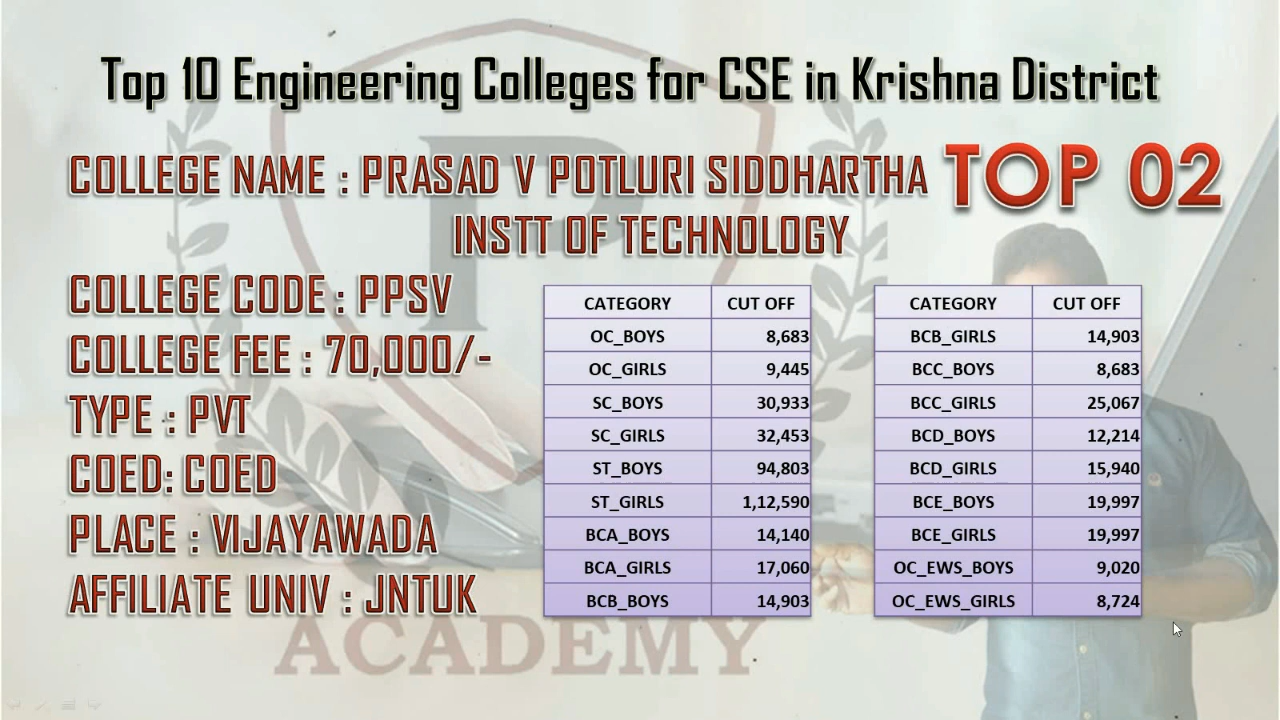 Top 10 Engineering Colleges for CSE in Krishna District
COLLEGE NAME : PRASAD V POTLURI SIDDHARTHA
INSTT OF TECHNOLOGY
TOP 02
COLLEGE CODE : PPSV
COLLEGE FEE : 70,000/-
TYPE : PVT
COED: COED
PLACE : VIJAYAWADA
AFFILIATE UNIV : JNTUK
CATEGORY CUT OFF
OC_BOYS 8,683
OC_GIRLS 9,445
SC_BOYS 30,933
SC_GIRLS 32,453
ST_BOYS 94,803
ST_GIRLS 1,12,590
BCA_BOYS 14,140
BCA_GIRLS 17,060
BCB_BOYS 14,903
CATEGORY CUT OFF
BCB_GIRLS 14,903
BCC_BOYS 8,683
BCC_GIRLS 25,067
BCD_BOYS 12,214
BCD_GIRLS 15,940
BCE_BOYS 19,997
BCE_GIRLS 19,997
OC_EWS_BOYS 9,020
OC_EWS_GIRLS 8,724
P
ACADEMY